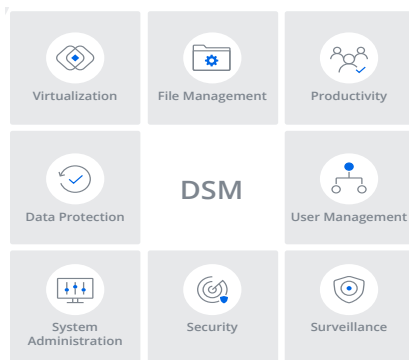 Virtualization
File Management
Productivity
Data Protection
DSM
User Management
System
Administration
Security
Surveillance